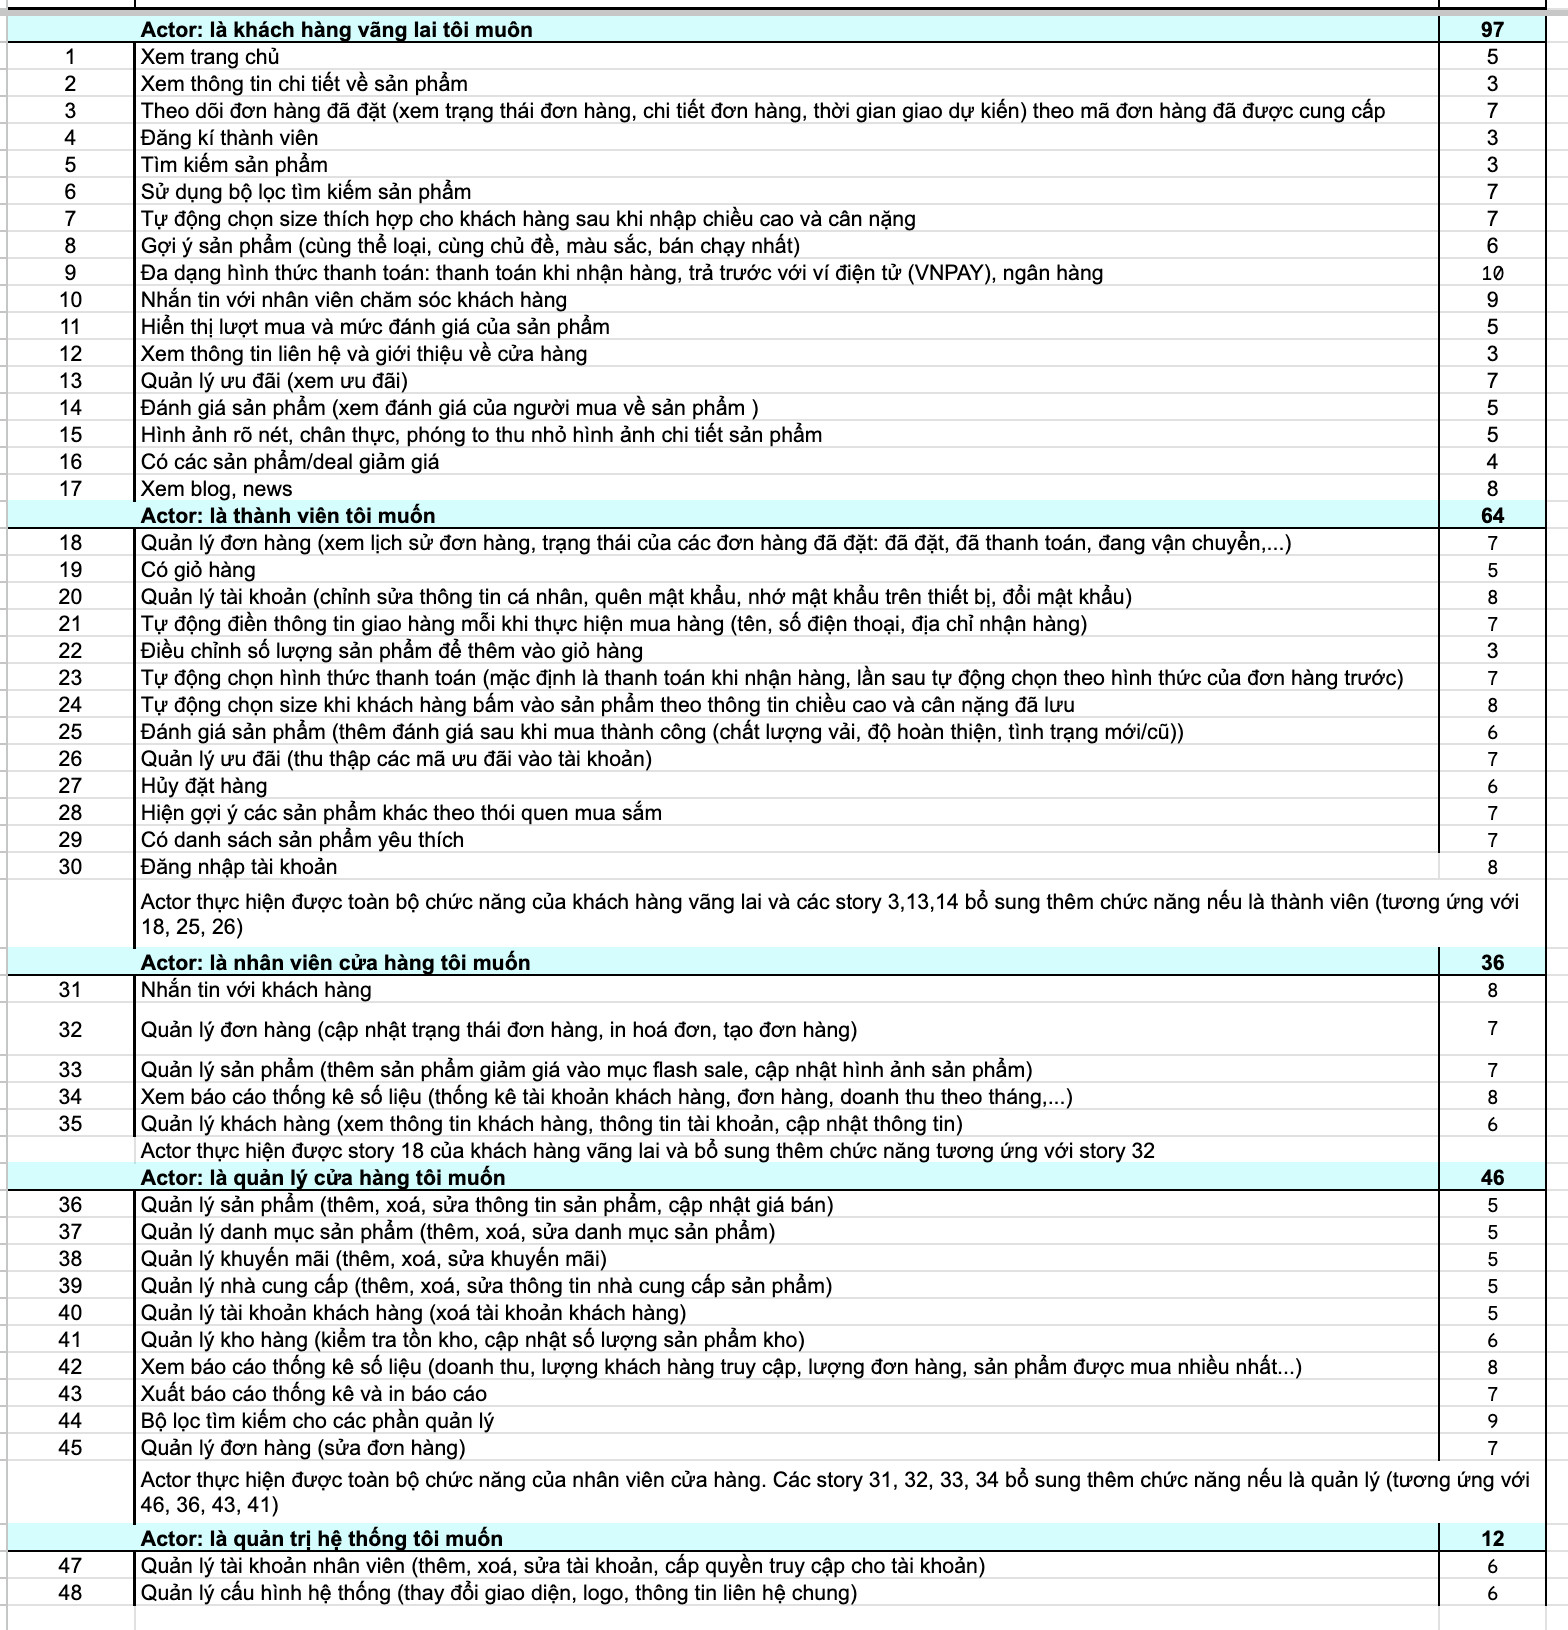 Actor: là khách hàng vãng lai tôi muôn 97
1 Xem trang chủ 5
2 Xem thông tin chi tiết về sản phẩm 3
3 Theo dõi đơn hàng đã đặt (xem trạng thái đơn hàng, chi tiết đơn hàng, thời gian giao dự kiến) theo mã đơn hàng đã được cung cấp 7
4 Đăng kí thành viên 3
5 Tìm kiếm sản phẩm 3
6 Sử dụng bộ lọc tìm kiếm sản phẩm 7
7 Tự động chọn size thích hợp cho khách hàng sau khi nhập chiều cao và cân nặng 7
8 Gợi ý sản phẩm (cùng thể loại, cùng chủ đề, màu sắc, bán chạy nhất) 6
9 Đa dạng hình thức thanh toán: thanh toán khi nhận hàng, trả trước với ví điện tử (VNPAY), ngân hàng 10
10 Nhắn tin với nhân viên chăm sóc khách hàng 9
11 Hiển thị lượt mua và mức đánh giá của sản phẩm 5
12 Xem thông tin liên hệ và giới thiệu về cửa hàng 3
13 Quản lý ưu đãi (xem ưu đãi) 7
14 Đánh giá sản phẩm (xem đánh giá của người mua về sản phẩm ) 5
15 Hình ảnh rõ nét, chân thực, phóng to thu nhỏ hình ảnh chi tiết sản phẩm 5
16 Có các sản phẩm/deal giảm giá 4
17 Xem blog, news 8
Actor: là thành viên tôi muốn 64
18 Quản lý đơn hàng (xem lịch sử đơn hàng, trạng thái của các đơn hàng đã đặt: đã đặt, đã thanh toán, đang vận chuyển,...) 7
19 Có giỏ hàng 5
20 Quản lý tài khoản (chỉnh sửa thông tin cá nhân, quên mật khẩu, nhớ mật khẩu trên thiết bị, đổi mật khẩu) 8
21 Tự động điền thông tin giao hàng mỗi khi thực hiện mua hàng (tên, số điện thoại, địa chỉ nhận hàng) 7
22 Điều chỉnh số lượng sản phẩm để thêm vào giỏ hàng 3
23 Tự động chọn hình thức thanh toán (mặc định là thanh toán khi nhận hàng, lần sau tự động chọn theo hình thức của đơn hàng trước) 7
24 Tự động chọn size khi khách hàng bấm vào sản phẩm theo thông tin chiều cao và cân nặng đã lưu 8
25 Đánh giá sản phẩm (thêm đánh giá sau khi mua thành công (chất lượng vải, độ hoàn thiện, tình trạng mới/cũ)) 6
26 Quản lý ưu đãi (thu thập các mã ưu đãi vào tài khoản) 7
27 Hủy đặt hàng 6
28 Hiện gợi ý các sản phẩm khác theo thói quen mua sắm 7
29 Có danh sách sản phẩm yêu thích 7
30 Đăng nhập tài khoản 8
Actor thực hiện được toàn bộ chức năng của khách hàng vãng lai và các story 3,13,14 bổ sung thêm chức năng nếu là thành viên (tương ứng với
18, 25, 26)
Actor: là nhân viên cửa hàng tôi muốn 36
31 Nhắn tin với khách hàng 8
32 Quản lý đơn hàng (cập nhật trạng thái đơn hàng, in hoá đơn, tạo đơn hàng) 7
33 Quản lý sản phẩm (thêm sản phẩm giảm giá vào mục flash sale, cập nhật hình ảnh sản phẩm) 7
34 Xem báo cáo thống kê số liệu (thống kê tài khoản khách hàng, đơn hàng, doanh thu theo tháng,...) 8
35 Quản lý khách hàng (xem thông tin khách hàng, thông tin tài khoản, cập nhật thông tin) 6
Actor thực hiện được story 18 của khách hàng vãng lai và bổ sung thêm chức năng tương ứng với story 32
Actor: là quản lý cửa hàng tôi muốn 46
36 Quản lý sản phẩm (thêm, xoá, sửa thông tin sản phẩm, cập nhật giá bán) 5
37 Quản lý danh mục sản phẩm (thêm, xoá, sửa danh mục sản phẩm) 5
38 Quản lý khuyến mãi (thêm, xoá, sửa khuyến mãi) 5
39 Quản lý nhà cung cấp (thêm, xoá, sửa thông tin nhà cung cấp sản phẩm) 5
40 Quản lý tài khoản khách hàng (xoá tài khoản khách hàng) 5
41 Quản lý kho hàng (kiểm tra tồn kho, cập nhật số lượng sản phẩm kho) 6
42 Xem báo cáo thống kê số liệu (doanh thu, lượng khách hàng truy cập, lượng đơn hàng, sản phẩm được mua nhiều nhất...) 8
43 Xuất báo cáo thống kê và in báo cáo 7
44 Bộ lọc tìm kiếm cho các phần quản lý 9
45 Quản lý đơn hàng (sửa đơn hàng) 7
Actor thực hiện được toàn bộ chức năng của nhân viên cửa hàng. Các story 31, 32, 33, 34 bổ sung thêm chức năng nếu là quản lý (tương ứng với
46, 36, 43, 41)
Actor: là quản trị hệ thống tôi muốn 12
47 Quản lý tài khoản nhân viên (thêm, xoá, sửa tài khoản, cấp quyền truy cập cho tài khoản) 6
48 Quản lý cấu hình hệ thống (thay đổi giao diện, logo, thông tin liên hệ chung) 6